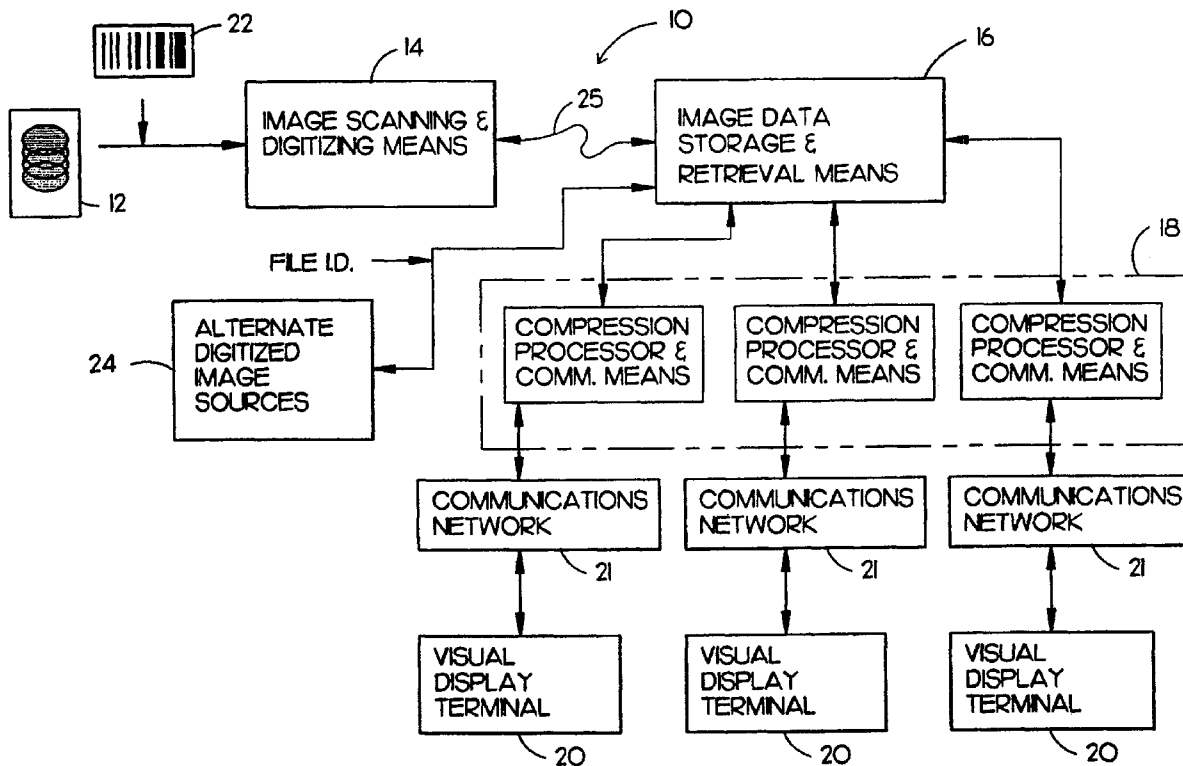 22
14
10
16
IMAGE SCANNING &
DIGITIZING MEANS
25
IMAGE DATA
STORAGE &
RETRIEVAL MEANS
12
18
FILE I.D.
24
ALTERNATE
DIGITIZED
IMAGE
SOURCES
COMPRESSION
PROCESSOR &
COMM. MEANS
COMPRESSION
PROCESSOR &
COMM. MEANS
COMPRESSION
PROCESSOR &
COMM. MEANS
COMMUNICATIONS
NETWORK
COMMUNICATIONS
NETWORK
COMMUNICATIONS
NETWORK
21
21
21
VISUAL
DISPLAY
TERMINAL
VISUAL
DISPLAY
TERMINAL
VISUAL
DISPLAY
TERMINAL
20
20
20